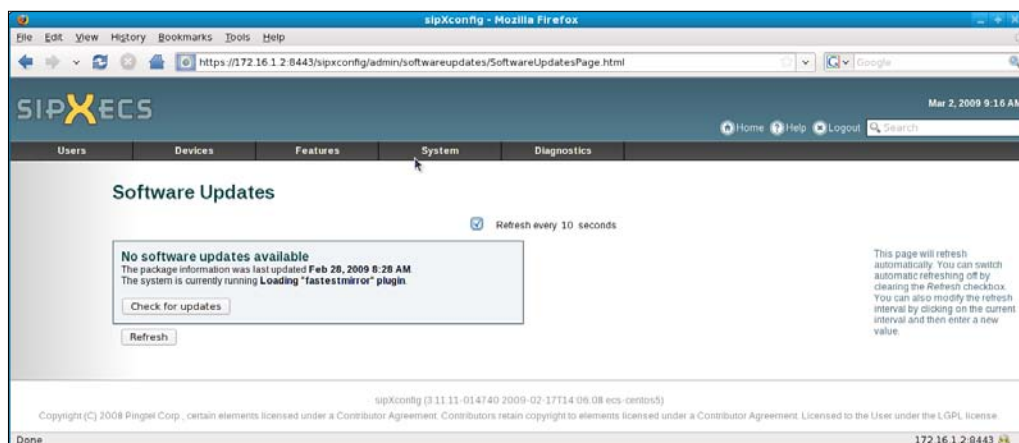 sipXconfig - Mozilla Firefox
File Edit View History Bookmarks Tools Help
https://172.16.1.2:8443/sipxconfig/admin/softwareupdates/SoftwareUpdatesPage.html
Google
SIPXECS
Mar 2, 2009 9:16 AM
Home Help Logout Search
Users Devices Features System Diagnostics
Software Updates
Refresh every 10 seconds
No software updates available
The package information was last updated Feb 28, 2009 8:28 AM.
The system is currently running Loading "fastestmirror" plugin.
Check for updates
Refresh
This page will refresh
automatically. You can switch
automatic refreshing off by
clearing the Refresh checkbox.
You can also modify the refresh
interval by clicking on the current
interval and then enter a new
value.
sipXconfig (3.11.11-014740 2009-02-17T14:06:08 ecs-centos5)
Copyright (C) 2008 Pingtel Corp., certain elements licensed under a Contributor Agreement. Contributors retain copyright to elements licensed under a Contributor Agreement. Licensed to the User under the LGPL license.
Done
172.16.1.2:8443